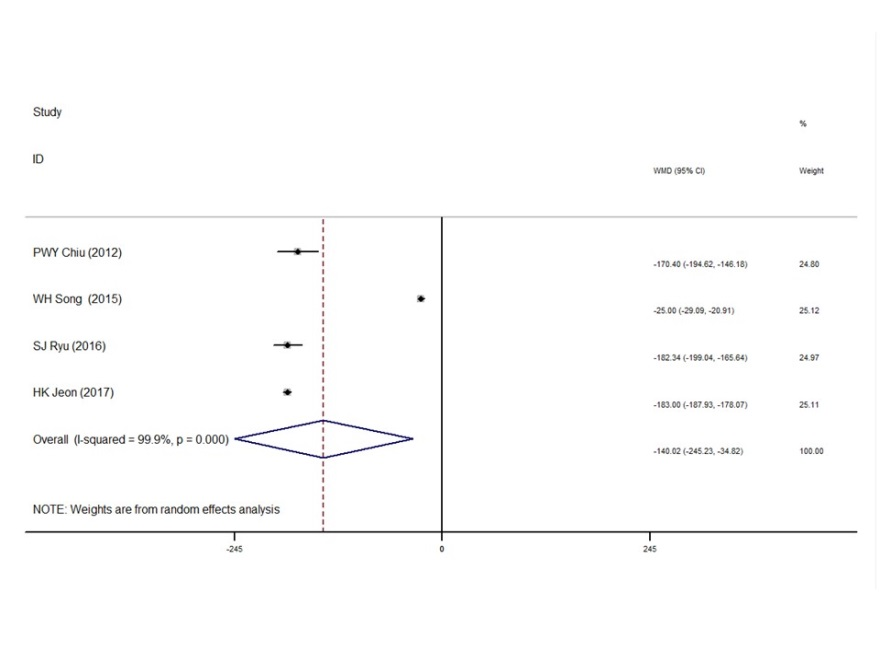 Study
%
ID
WMD (95% CI) Weight
PWY Chiu (2012)
-170.40 (-194.62, -146.18) 24.80
WH Song (2015)
-25.00 (-29.09, -20.91) 25.12
SJ Ryu (2016)
-182.34 (-199.04, -165.64) 24.97
HK Jeon (2017)
-183.00 (-187.93, -178.07) 25.11
Overall (I-squared = 99.9%, p = 0.000)
-140.02 (-245.23, -34.82) 100.00
NOTE: Weights are from random effects analysis
-245 0 245